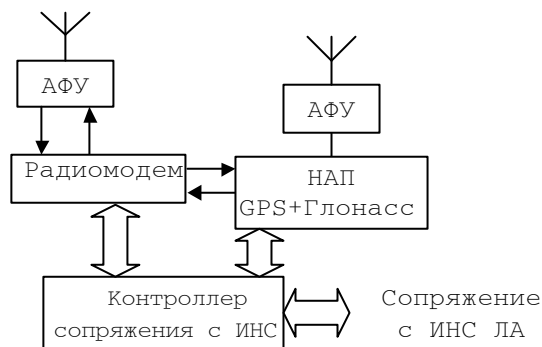 АФУ
АФУ
Радиомодем
НАП
GPS+Глонасс
Контроллер
сопряжения с ИНС
Сопряжение
с ИНС ЛА